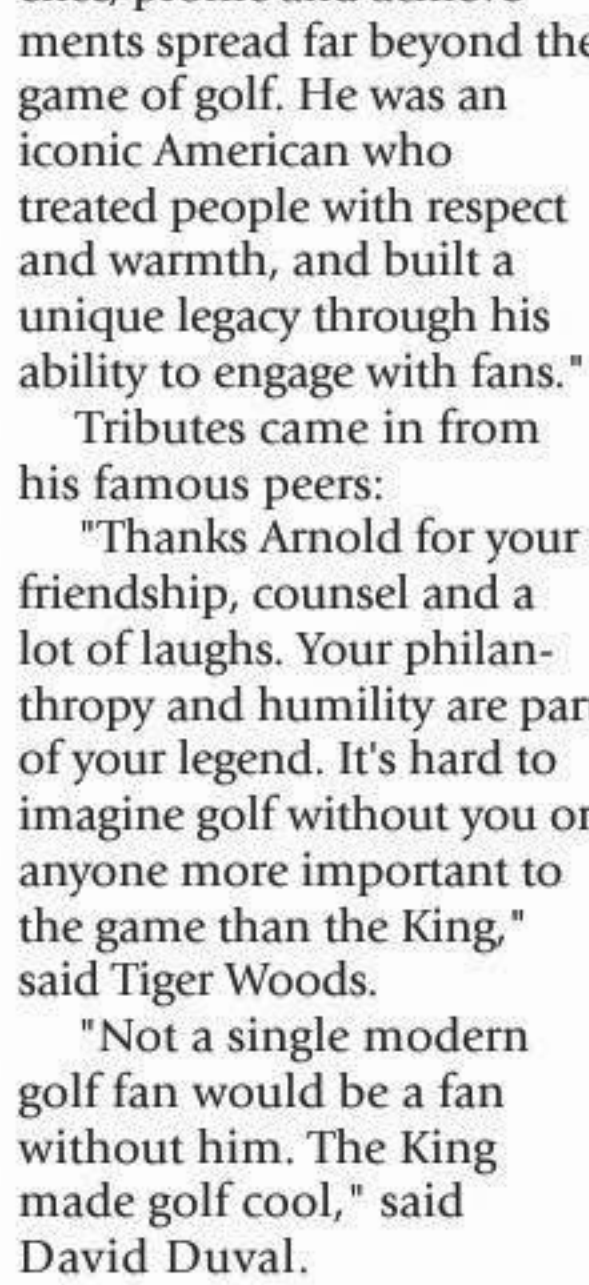 ments spread far beyond the
game of golf. He was an
iconic American who
treated people with respect
and warmth, and built a
unique legacy through his
ability to engage with fans."
Tributes came in from
his famous peers:
"Thanks Arnold for your
friendship, counsel and a
lot of laughs. Your philan-
thropy and humility are part
of your legend. It's hard to
imagine golf without you or
anyone more important to
the game than the King,"
said Tiger Woods.
"Not a single modern
golf fan would be a fan
without him. The King
made golf cool," said
David Duval.